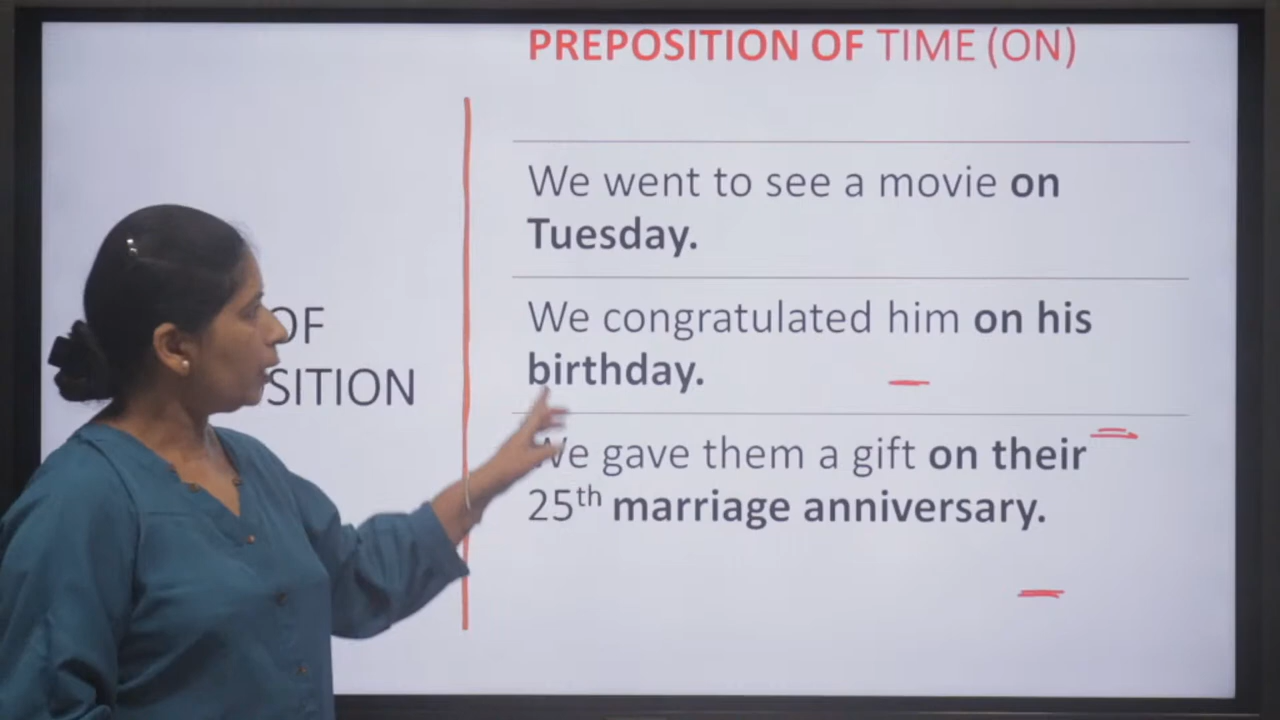 PREPOSITION OF TIME (ON)
We went to see a movie on
Tuesday.
We congratulated him on his
birthday.
We gave them a gift on their
25th marriage anniversary.
OF
SITION